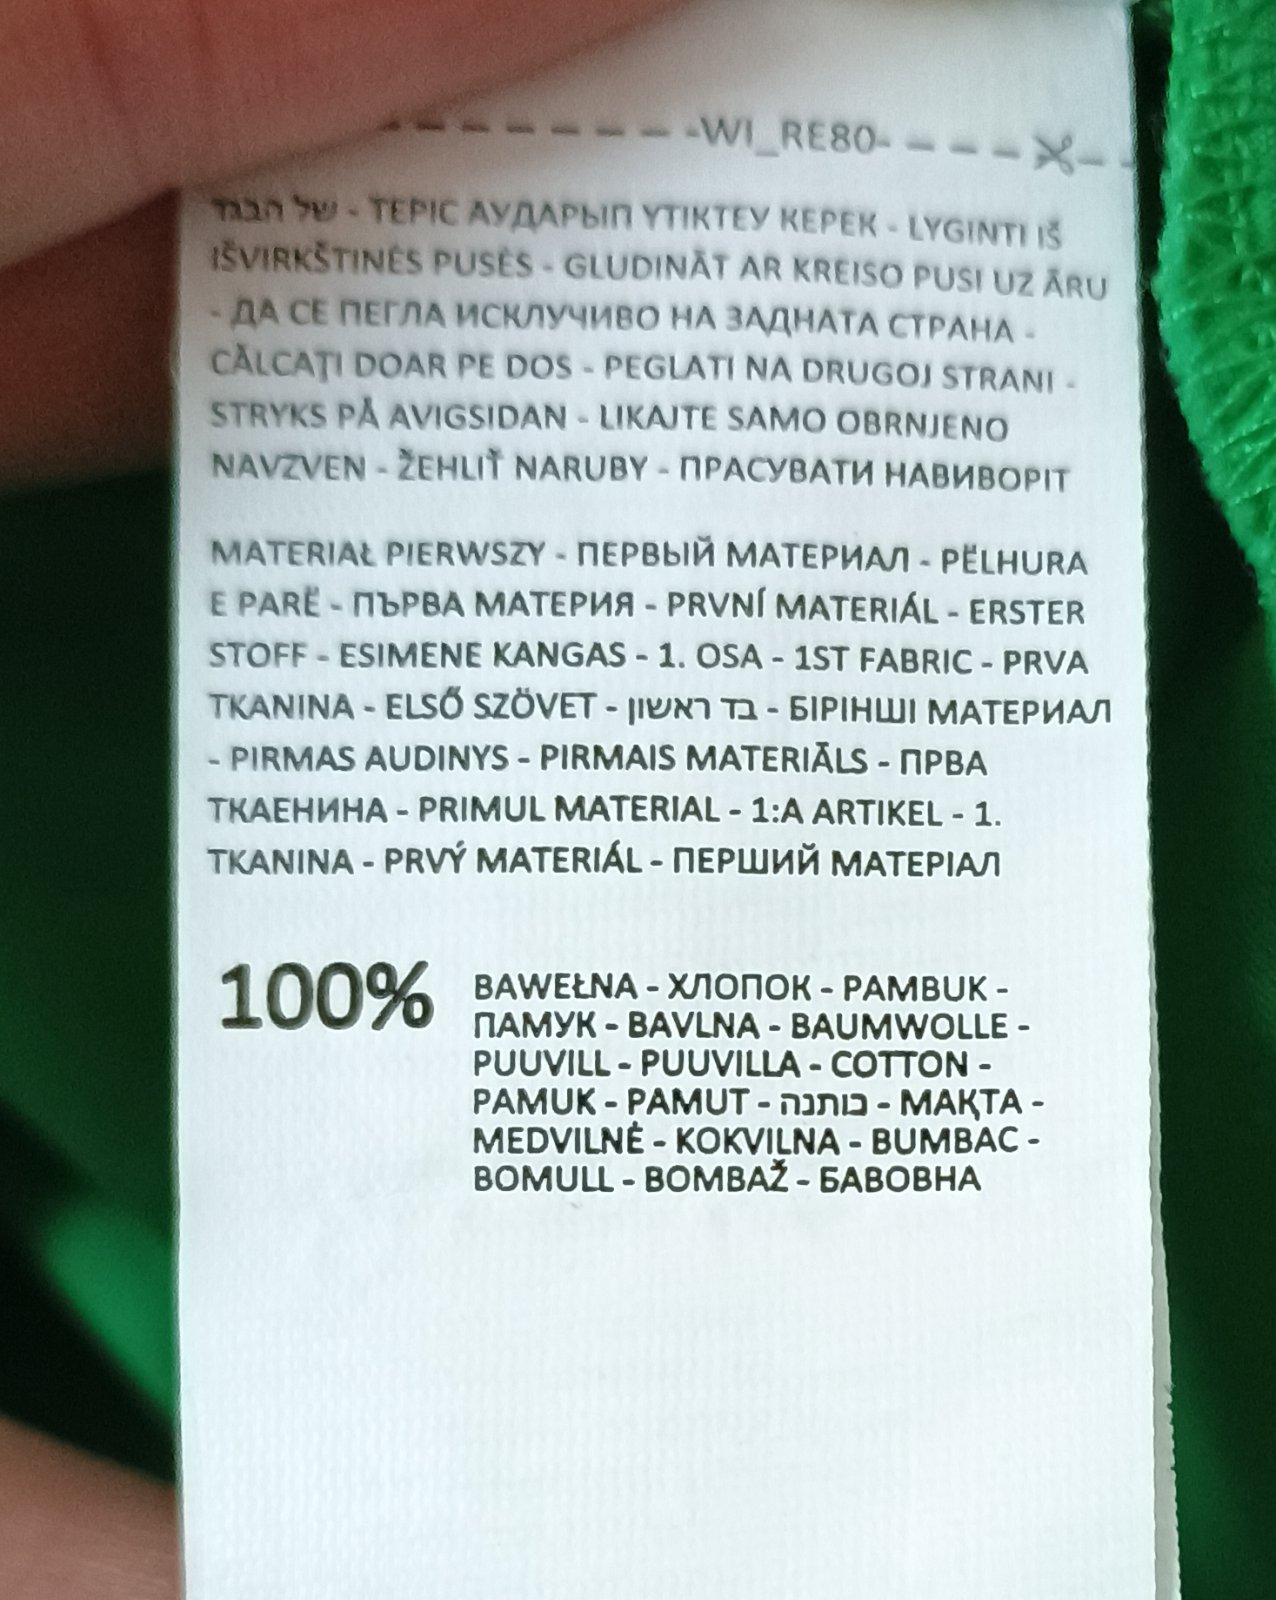 -WI_RE80-
של הבגד - ТЕРІС АУДАРЫП ҮТІКТЕУ КЕРЕК - LYGINTI IŠ
IŠVIRKŠTINĖS PUSĖS - GLUDINĀT AR KREISO PUSI UZ ĀRU
- ДА СЕ ПЕГЛА ИСКЛУЧИВО НА ЗАДНАТА СТРАНА -
CĂLCAŢI DOAR PE DOS - PEGLATI NA DRUGOJ STRANI -
STRYKS PÅ AVIGSIDAN - LIKAJTE SAMO OBRNJENO
NAVZVEN - ŽEHLIŤ NARUBY - ПРАСУВАТИ НАВИВОРІТ
MATERIAŁ PIERWSZY - ПЕРВЫЙ МАТЕРИАЛ - PËLHURA
E PARË - ПЪРВА МАТЕРИЯ - PRVNÍ MATERIÁL - ERSTER
STOFF - ESIMENE KANGAS - 1. OSA - 1ST FABRIC - PRVA
TKANINA - ELSŐ SZÖVET - בד ראשון - БІРІНШІ МАТЕРИАЛ
- PIRMAS AUDINYS - PIRMAIS MATERIĀLS - ПРВА
ТКАЕНИНА - PRIMUL MATERIAL - 1:A ARTIKEL - 1.
TKANINA - PRVÝ MATERIÁL - ПЕРШИЙ МАТЕРІАЛ
100%
BAWEŁNA - ХЛОПОК - PAMBUK -
ПАМУК - BAVLNA - BAUMWOLLE -
PUUVILL - PUUVILLA - COTTON -
PAMUK - PAMUT - כותנה - МАҚТА -
MEDVILNĖ - KOKVILNA - BUMBAC -
BOMULL - BOMBAŽ - БАВОВНА